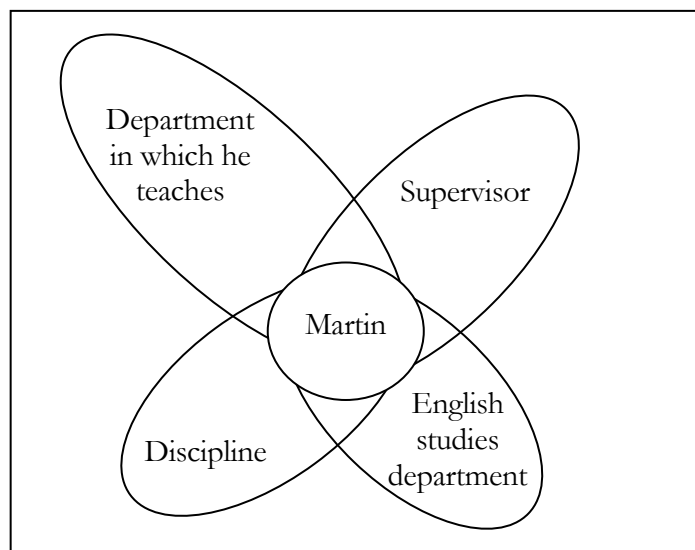 Department
in which he
teaches
Supervisor
Martin
Discipline
English
studies
department